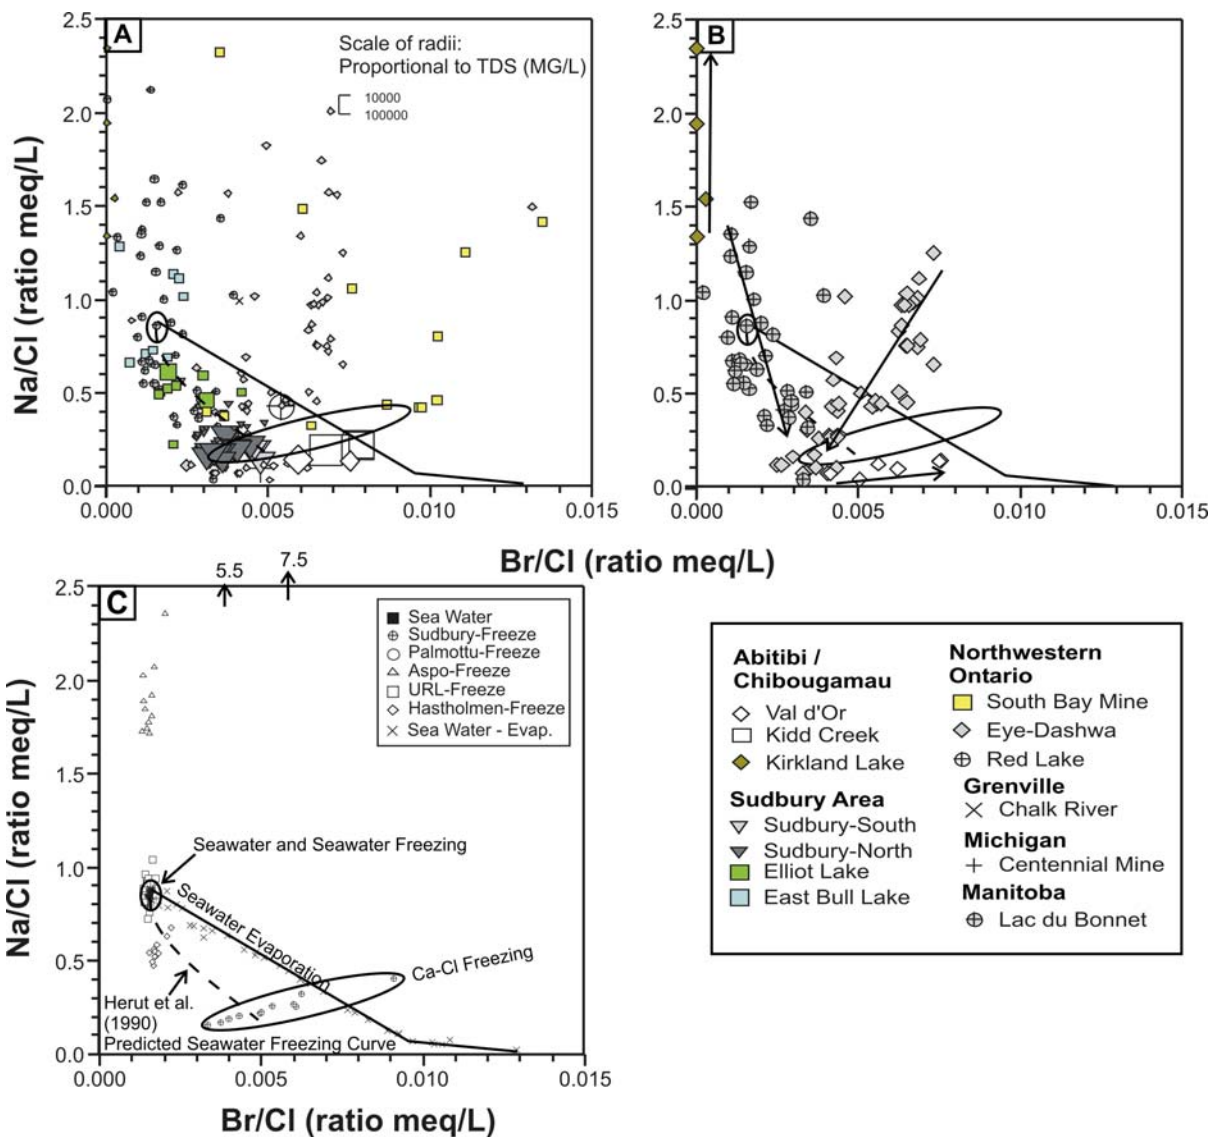 A
Scale of radii:
Proportional to TDS (MG/L)
10000
100000
2.5
2.0
1.5
1.0
0.5
0.0
Na/Cl (ratio meq/L)
0.000
0.005
0.010
0.015
B
2.5
2.0
1.5
1.0
0.5
0.0
Na/Cl (ratio meq/L)
0.000
0.005
0.010
0.015
Br/Cl (ratio meq/L)
5.5
7.5
C
2.5
2.0
1.5
1.0
0.5
0.0
Na/Cl (ratio meq/L)
Sea Water
Sudbury-Freeze
Palmottu-Freeze
Aspo-Freeze
URL-Freeze
Hastholmen-Freeze
Sea Water - Evap.
Seawater and Seawater Freezing
Seawater Evaporation
Ca-Cl Freezing
Herut et al.
(1990)
Predicted Seawater Freezing Curve
0.000
0.005
0.010
0.015
Br/Cl (ratio meq/L)
Abitibi /
Chibougamau
Val d'Or
Kidd Creek
Kirkland Lake
Sudbury Area
Sudbury-South
Sudbury-North
Elliot Lake
East Bull Lake
Northwestern
Ontario
South Bay Mine
Eye-Dashwa
Red Lake
Grenville
Chalk River
Michigan
Centennial Mine
Manitoba
Lac du Bonnet